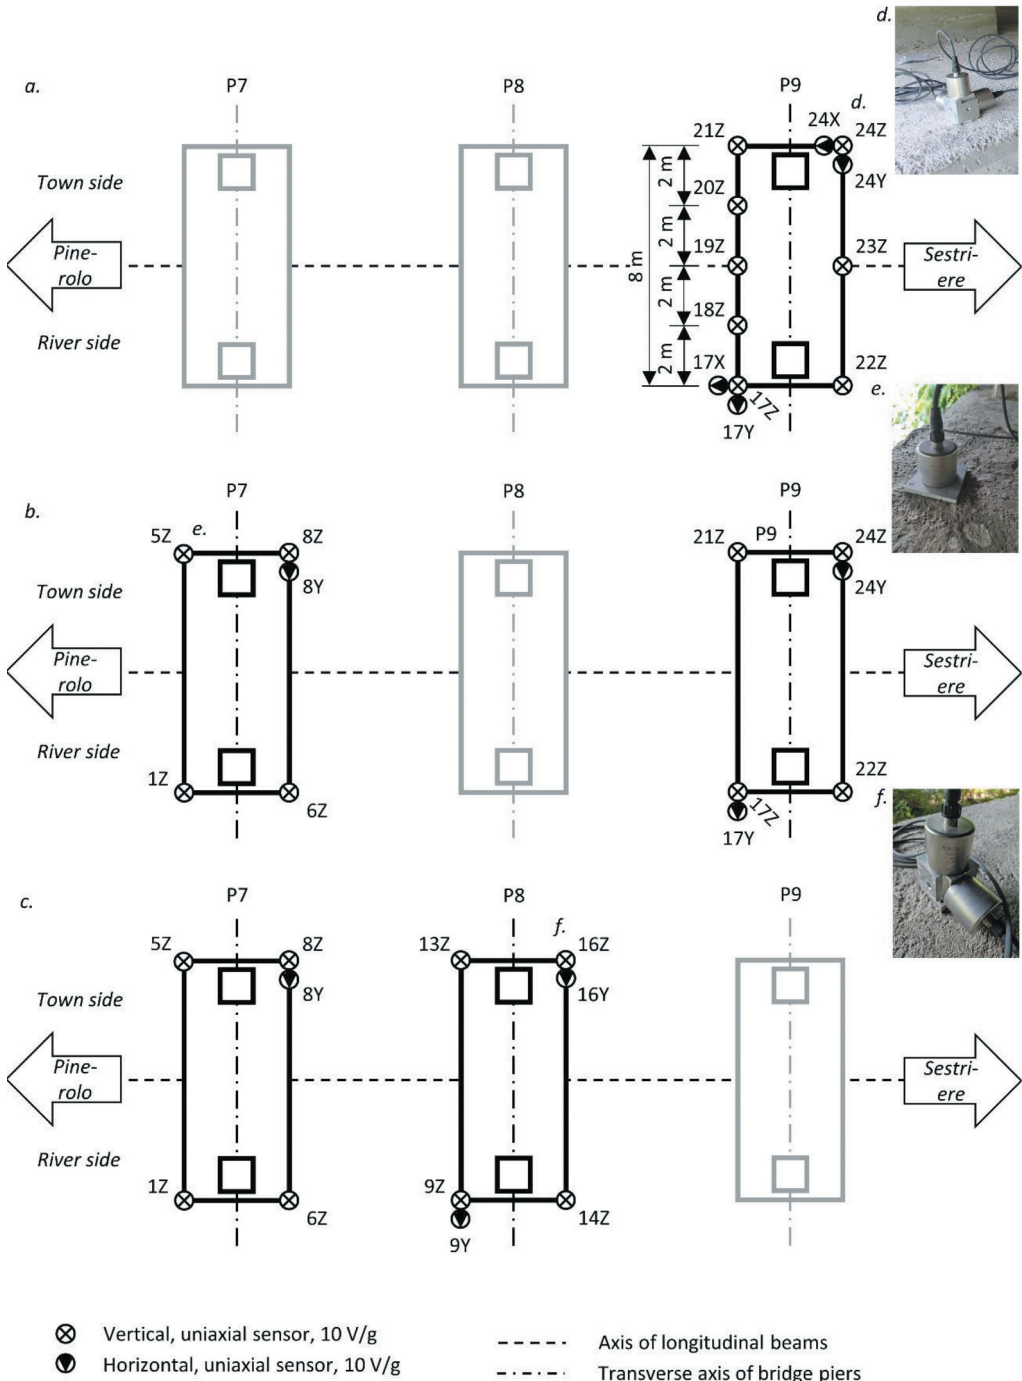 d.
a.
P7
P8
P9
d.
24X
21Z
24Z
2 m
Town side
24Y
20Z
2 m
Pine-
rolo
19Z
23Z
Sestri-
ere
8 m
2 m
18Z
River side
2 m
17X
22Z
17Z
e.
17Y
P7
P8
P9
b.
5Z
e.
8Z
21Z
P9
24Z
Town side
8Y
24Y
Pine-
rolo
Sestri-
ere
River side
1Z
22Z
6Z
17Z
f.
17Y
c.
P7
P8
P9
5Z
8Z
13Z
f.
16Z
Town side
8Y
16Y
Pine-
rolo
Sestri-
ere
River side
1Z
9Z
6Z
14Z
9Y
Vertical, uniaxial sensor, 10 V/g
Axis of longitudinal beams
Horizontal, uniaxial sensor, 10 V/g
Transverse axis of bridge piers